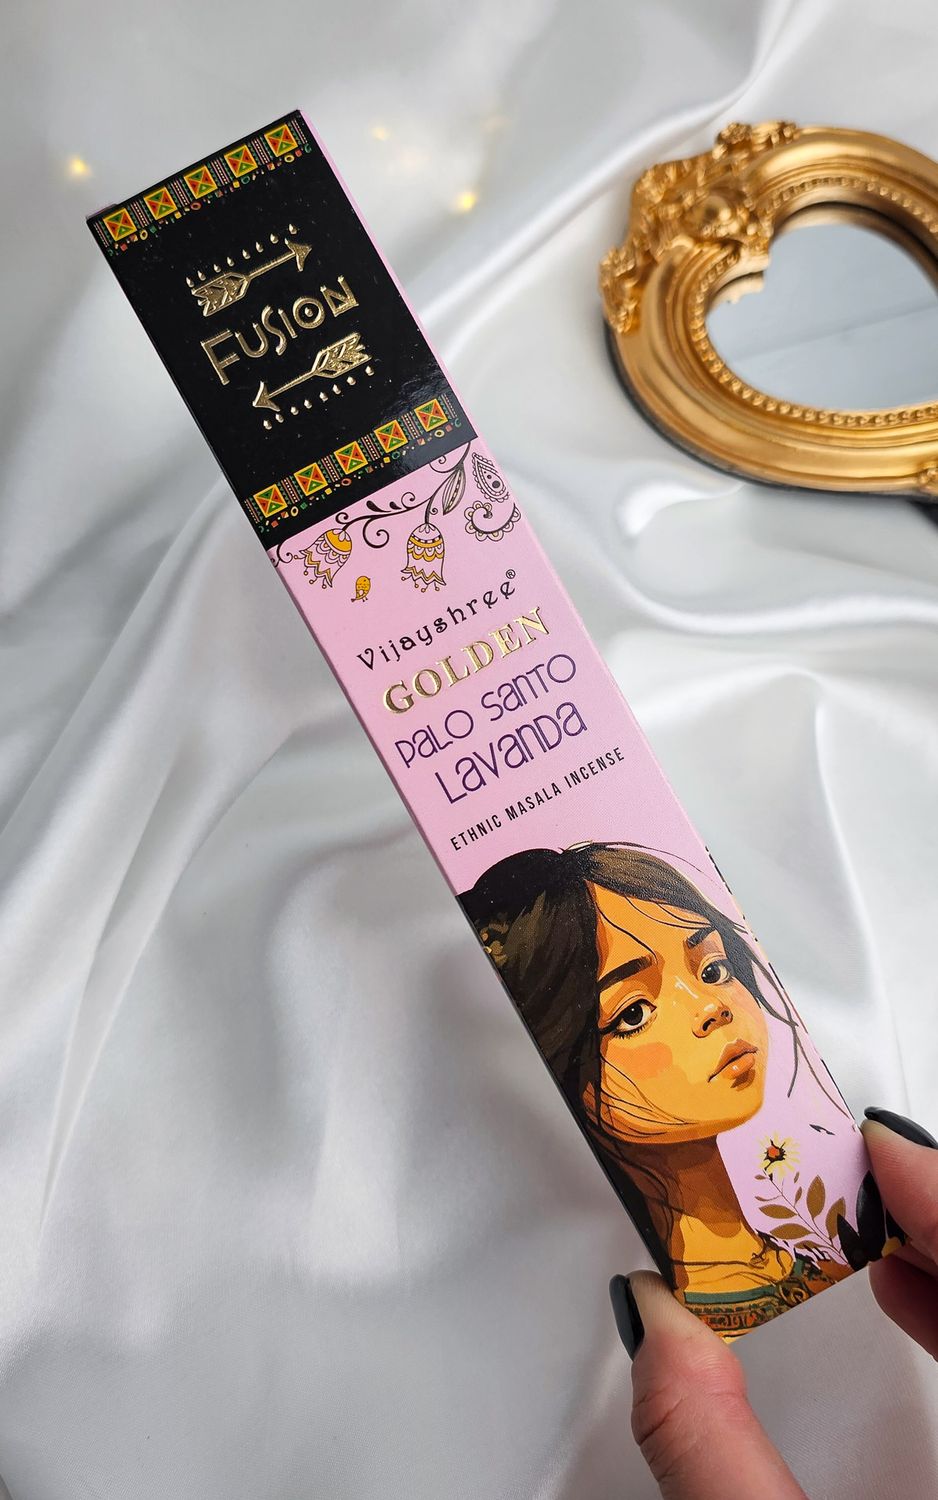 FUSION
Vijayshree®
GOLDEN
PALO SANTO
LAVANDA
ETHNIC MASALA INCENSE